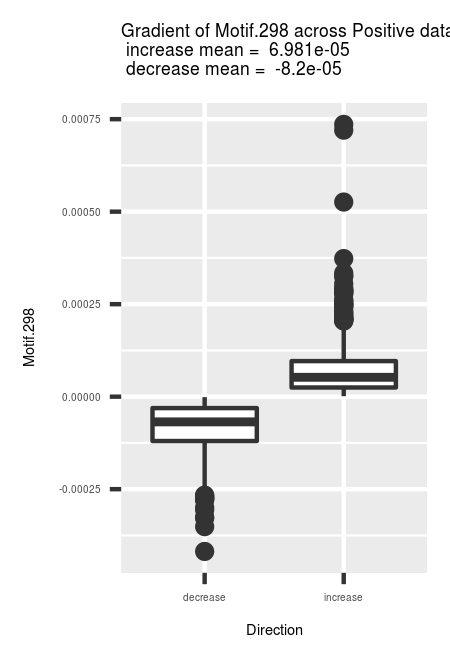 Gradient of Motif.298 across Positive data
increase mean =  6.981e-05
decrease mean =  -8.2e-05
0.00075
0.00050
0.00025
0.00000
-0.00025
Motif.298
decrease
increase
Direction